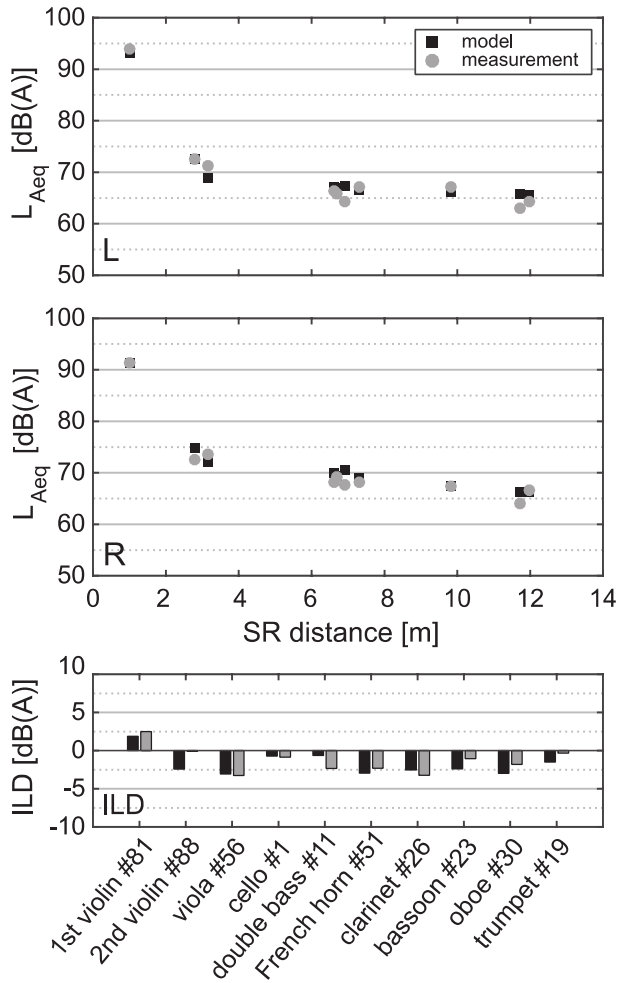 100
90
80
70
60
50
L_Aeq [dB(A)]
L
model
measurement
100
90
80
70
60
50
L_Aeq [dB(A)]
R
0 2 4 6 8 10 12 14
SR distance [m]
10
5
0
-5
-10
ILD [dB(A)]
ILD
1st violin #81
2nd violin #88
viola #56
cello #1
double bass #11
French horn #51
clarinet #26
bassoon #23
oboe #30
trumpet #19